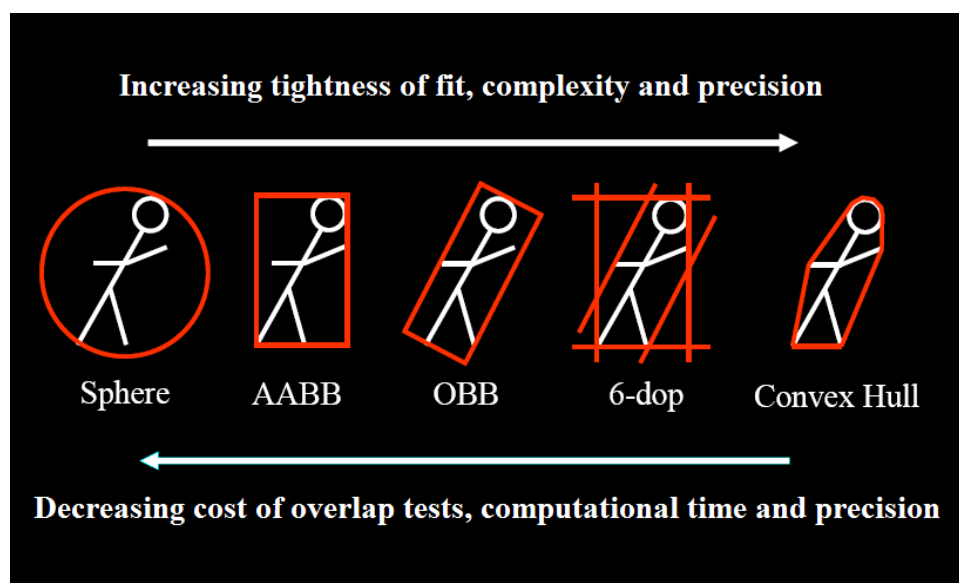 Increasing tightness of fit, complexity and precision
Sphere
AABB
OBB
6-dop
Convex Hull
Decreasing cost of overlap tests, computational time and precision